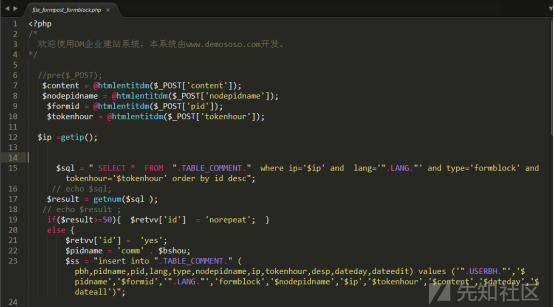 file_formpost_formblock.php ×
1 <?php
2 /*
3 欢迎使用DM企业建站系统，本系统由www.demososo.com开发。
4 */
5
6 //pre($_POST);
7 $content = @htmlentitdm($_POST['content']);
8 $nodepidname = @htmlentitdm($_POST['nodepidname']);
9 $formid = @htmlentitdm($_POST['pid']);
10 $tokenhour = @htmlentitdm($_POST['tokenhour']);
11
12 $ip =getip();
13
14
15 $sql = " SELECT *  FROM  ".TABLE_COMMENT."  where ip='$ip' and  lang='".LANG."' and type='formblock' and
tokenhour='$tokenhour' order by id desc";
16 // echo $sql;
17 $result = getnum($sql );
18 // echo $result ;
19 if($result>=50){  $retvv['id']  = 'norepeat';  }
20 else {
21 $retvv['id'] =  'yes';
22 $pidname = 'comm' . $bshou;
23 $ss = "insert into ".TABLE_COMMENT." (
pbh,pidname,pid,lang,type,nodepidname,ip,tokenhour,desp,dateday,dateedit) values ('".USERBH."','$
pidname','$formid','".LANG."','formblock','$nodepidname','$ip','$tokenhour','$content','$dateday','$
dateall')";
24
先知社区